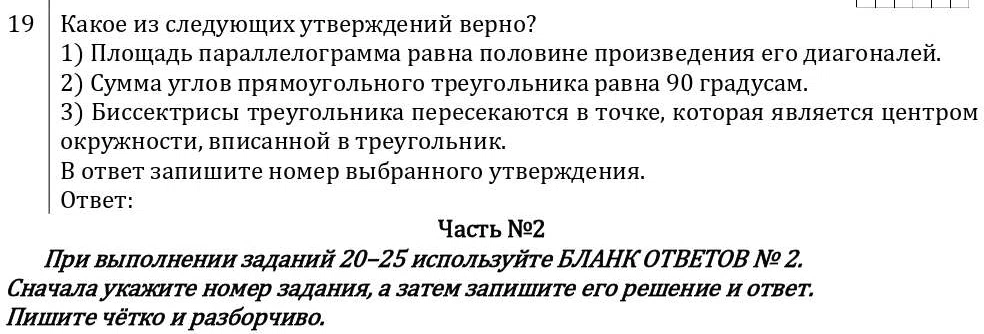 19 Какое из следующих утверждений верно?
1) Площадь параллелограмма равна половине произведения его диагоналей.
2) Сумма углов прямоугольного треугольника равна 90 градусам.
3) Биссектрисы треугольника пересекаются в точке, которая является центром
окружности, вписанной в треугольник.
В ответ запишите номер выбранного утверждения.
Ответ:
Часть №2
При выполнении заданий 20–25 используйте БЛАНК ОТВЕТОВ № 2.
Сначала укажите номер задания, а затем запишите его решение и ответ.
Пишите чётко и разборчиво.